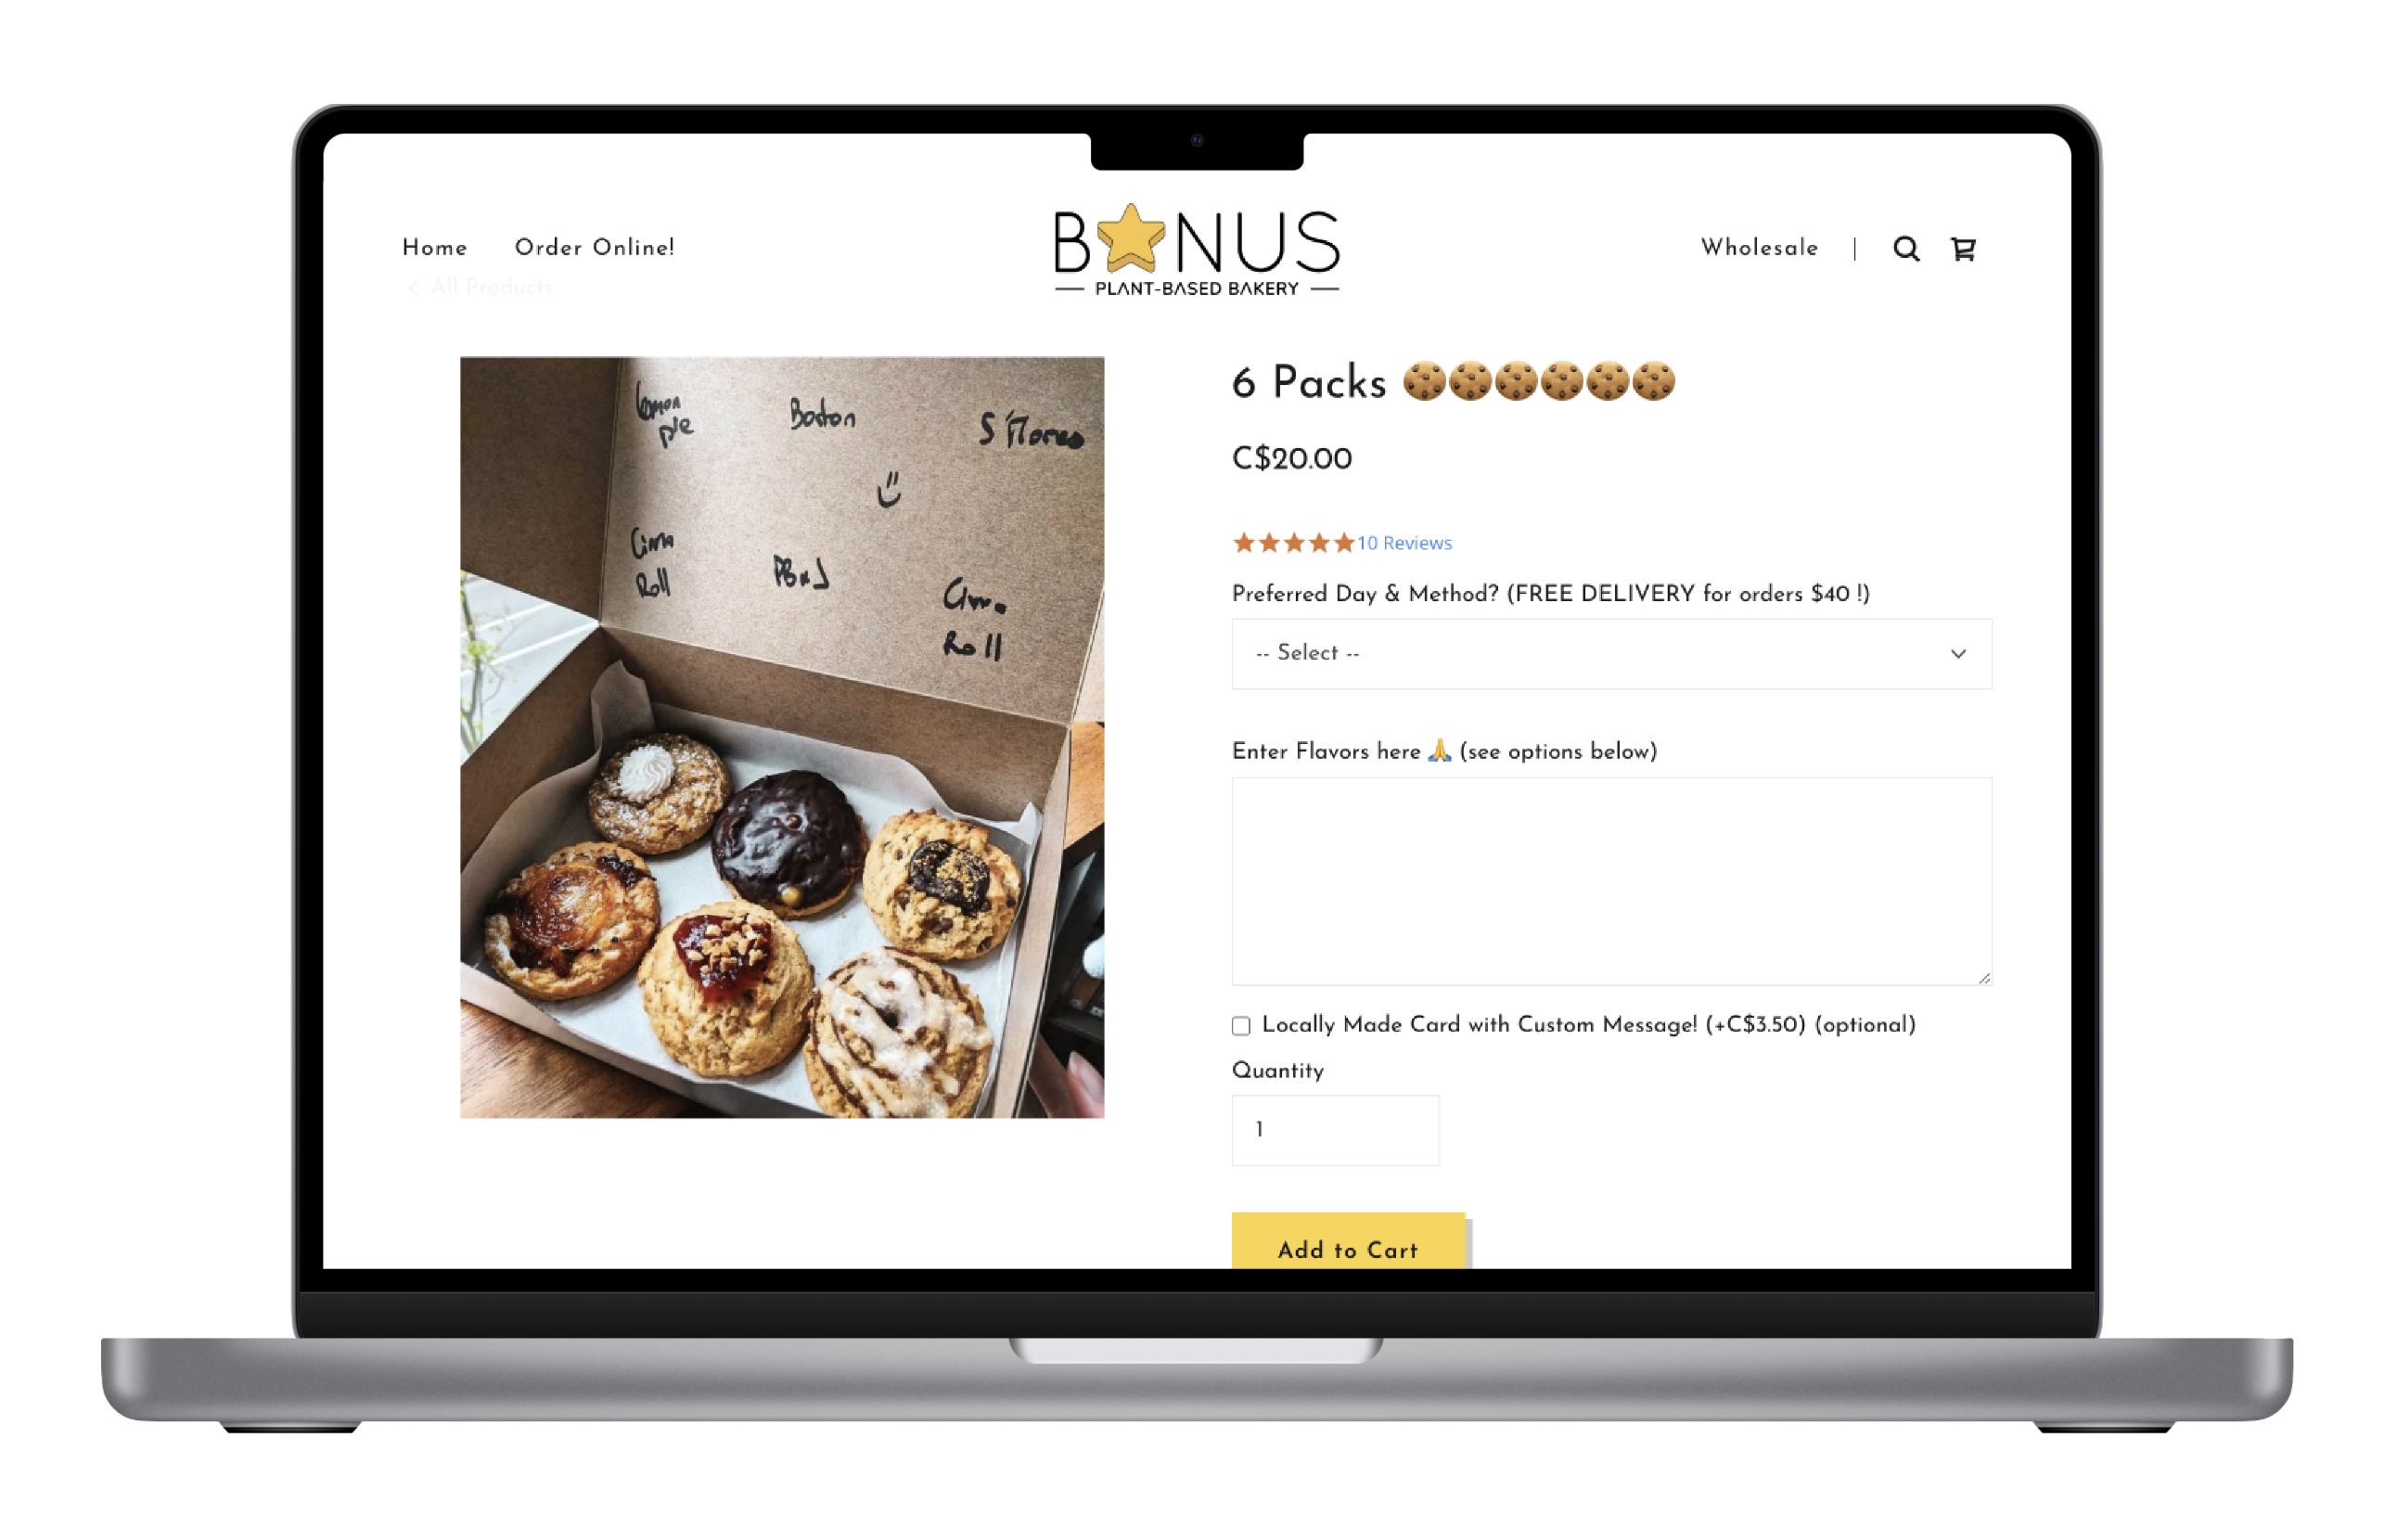 Home Order Online!
BONUS
PLANT-BASED BAKERY
Wholesale |
< All Products
Lemon Boston S'mores
pie
Cinna PB&J Cinna
Roll Roll
6 Packs 🍪🍪🍪🍪🍪🍪
C$20.00
★★★★★10 Reviews
Preferred Day & Method? (FREE DELIVERY for orders $40 !)
-- Select --
Enter Flavors here 🙏 (see options below)
Locally Made Card with Custom Message! (+C$3.50) (optional)
Quantity
1
Add to Cart